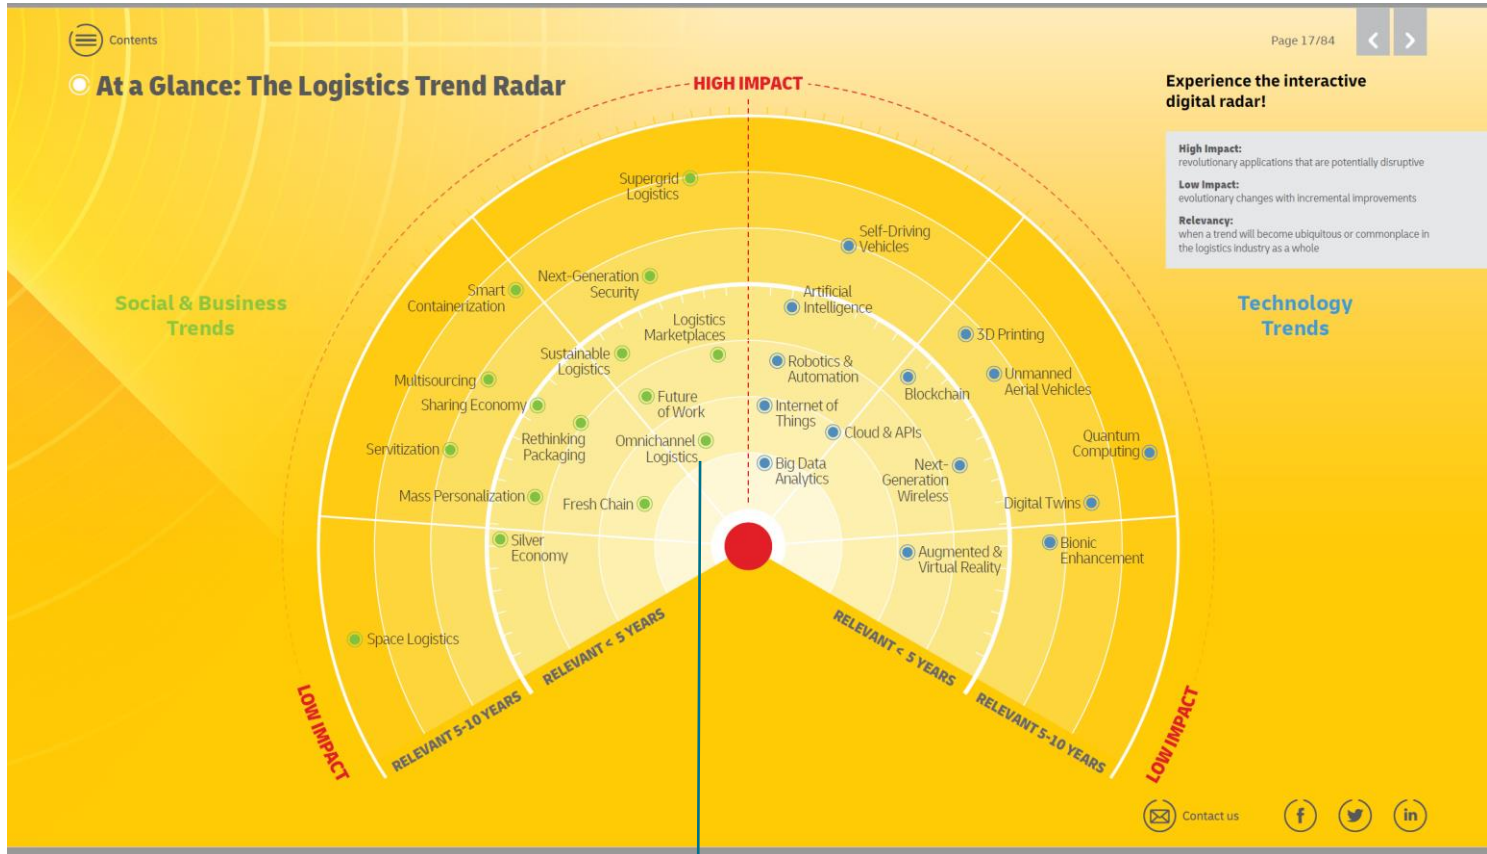 Contents
Page 17/84
At a Glance: The Logistics Trend Radar
HIGH IMPACT
Experience the interactive
digital radar!
High Impact:
revolutionary applications that are potentially disruptive
Low Impact:
evolutionary changes with incremental improvements
Relevancy:
when a trend will become ubiquitous or commonplace in
the logistics industry as a whole
Social & Business
Trends
Technology
Trends
Supergrid
Logistics
Next-Generation
Security
Smart
Containerization
Logistics
Marketplaces
Sustainable
Logistics
Multisourcing
Sharing Economy
Future
of Work
Rethinking
Packaging
Omnichannel
Logistics
Servitization
Mass Personalization
Fresh Chain
Silver
Economy
Space Logistics
Self-Driving
Vehicles
Artificial
Intelligence
3D Printing
Robotics &
Automation
Unmanned
Aerial Vehicles
Blockchain
Internet of
Things
Cloud & APIs
Quantum
Computing
Big Data
Analytics
Next-
Generation
Wireless
Digital Twins
Bionic
Enhancement
Augmented &
Virtual Reality
RELEVANT < 5 YEARS
RELEVANT < 5 YEARS
RELEVANT 5-10 YEARS
RELEVANT 5-10 YEARS
LOW IMPACT
LOW IMPACT
Contact us
f
in